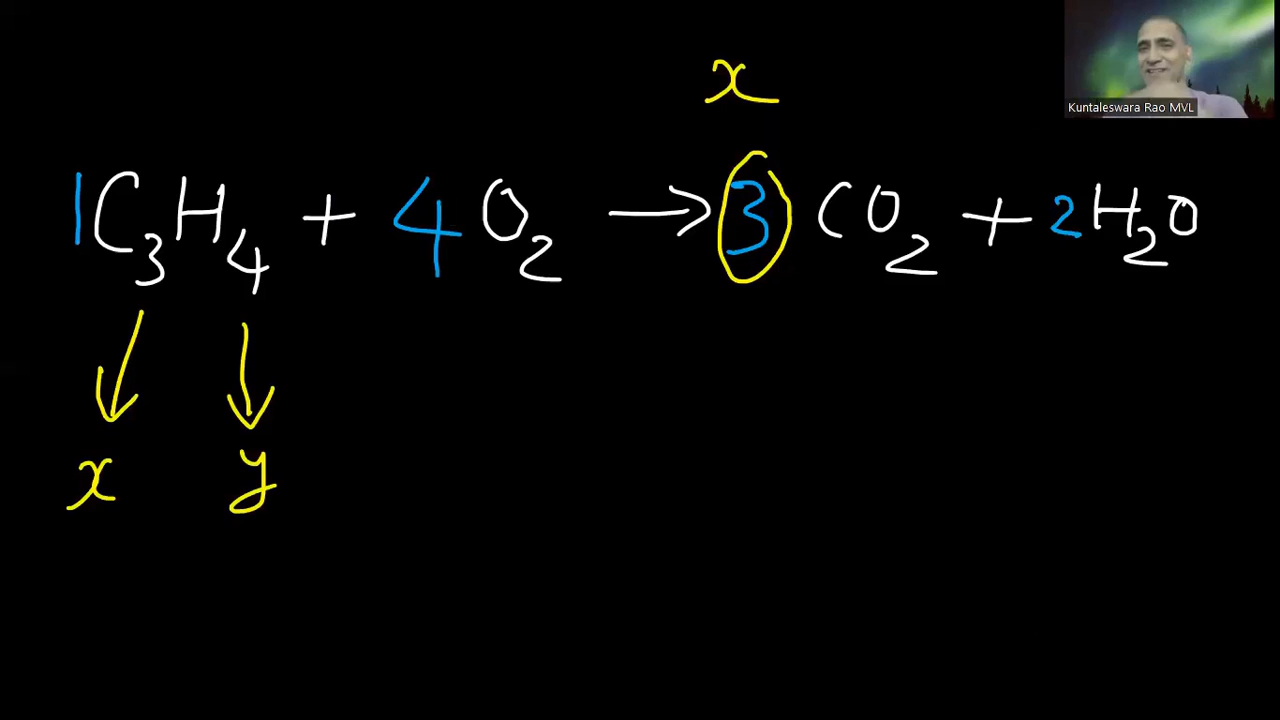 Kuntaleswara Rao MVL
x
1C₃H₄ + 4O₂ → 3CO₂ + 2H₂O
x y